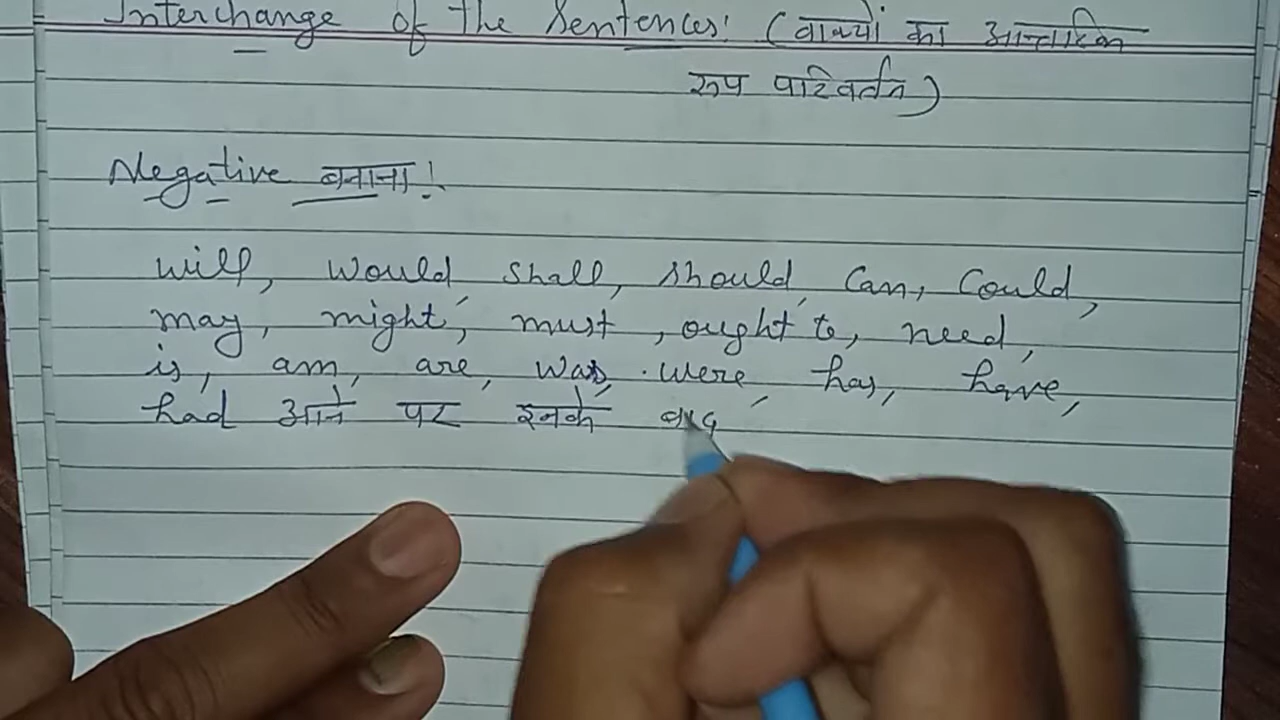 Interchange of the Sentences: (वाक्यों का आन्तरिक
रूप परिवर्तन)
Negative बनाना:
will, would, shall, should, can, could,
may, might, must, ought to, need,
is, am, are, was, were, has, have,
had आने पर इनके बाद